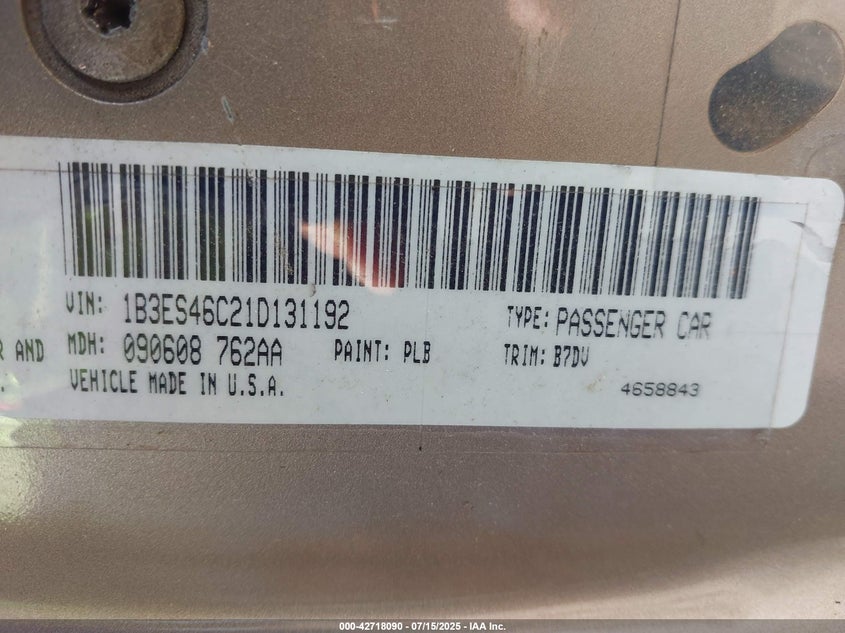 VIN: 1B3ES46C21D131192 TYPE: PASSENGER CAR
R AND MDH: 090608 762AA PAINT: PLB TRIM: B7DV
. VEHICLE MADE IN U.S.A. 4658843
000-42718090 - 07/15/2025 - IAA Inc.